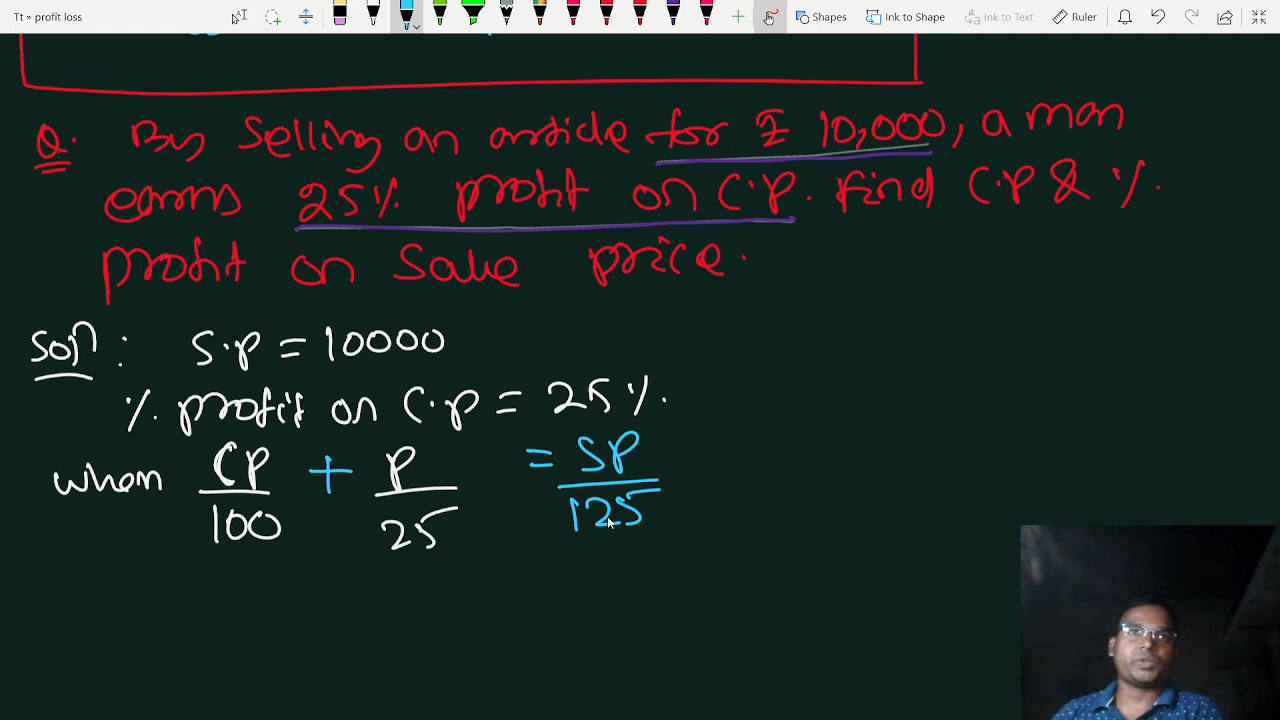 Tt » profit loss
Shapes Ink to Shape Ink to Text Ruler
Q. By Selling an article for ₹ 10,000, a man
earns 25% profit on C.P. Find C.P & %
profit on Sale price.
Soln : S.P = 10000
% profit on C.P = 25%.
when CP + P = SP
100 25 125